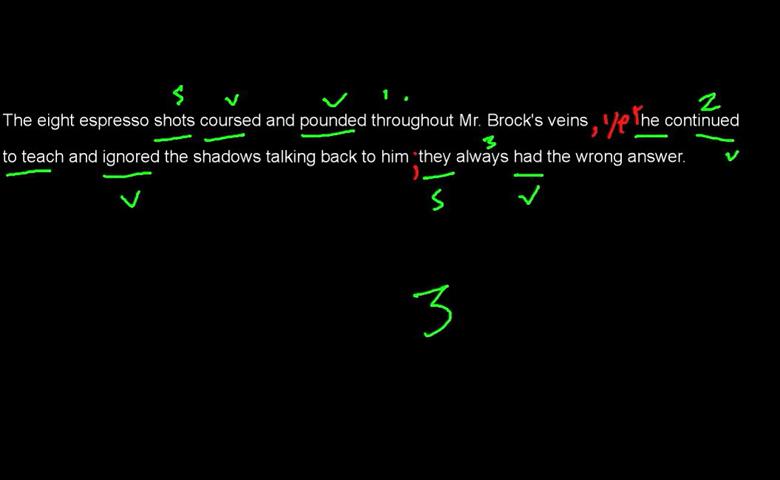 S V V 1. 2
The eight espresso shots coursed and pounded throughout Mr. Brock's veins , yet he continued
3
to teach and ignored the shadows talking back to him ; they always had the wrong answer. V
V S V
3